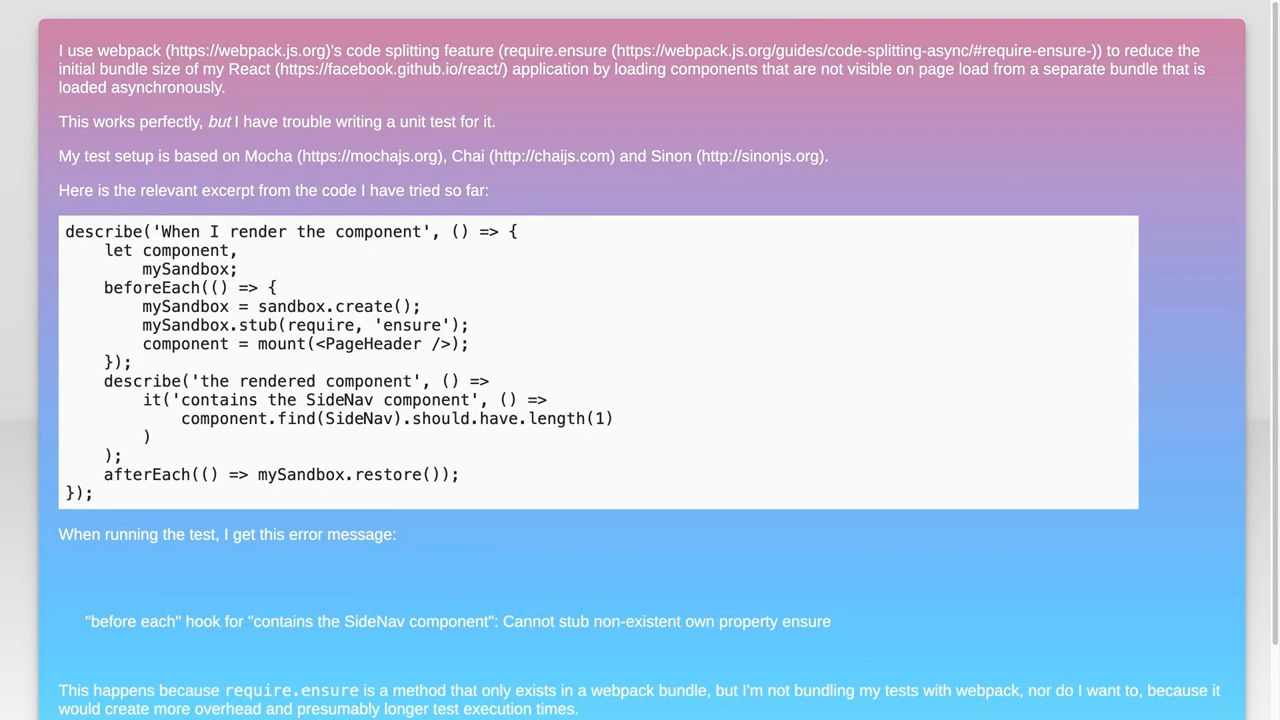 I use webpack (https://webpack.js.org)'s code splitting feature (require.ensure (https://webpack.js.org/guides/code-splitting-async/#require-ensure-)) to reduce the
initial bundle size of my React (https://facebook.github.io/react/) application by loading components that are not visible on page load from a separate bundle that is
loaded asynchronously.
This works perfectly, but I have trouble writing a unit test for it.
My test setup is based on Mocha (https://mochajs.org), Chai (http://chaijs.com) and Sinon (http://sinonjs.org).
Here is the relevant excerpt from the code I have tried so far:
describe('When I render the component', () => {
    let component,
        mySandbox;
    beforeEach(() => {
        mySandbox = sandbox.create();
        mySandbox.stub(require, 'ensure');
        component = mount(<PageHeader />);
    });
    describe('the rendered component', () =>
        it('contains the SideNav component', () =>
            component.find(SideNav).should.have.length(1)
        )
    );
    afterEach(() => mySandbox.restore());
});
When running the test, I get this error message:
"before each" hook for "contains the SideNav component": Cannot stub non-existent own property ensure
This happens because require.ensure is a method that only exists in a webpack bundle, but I'm not bundling my tests with webpack, nor do I want to, because it
would create more overhead and presumably longer test execution times.